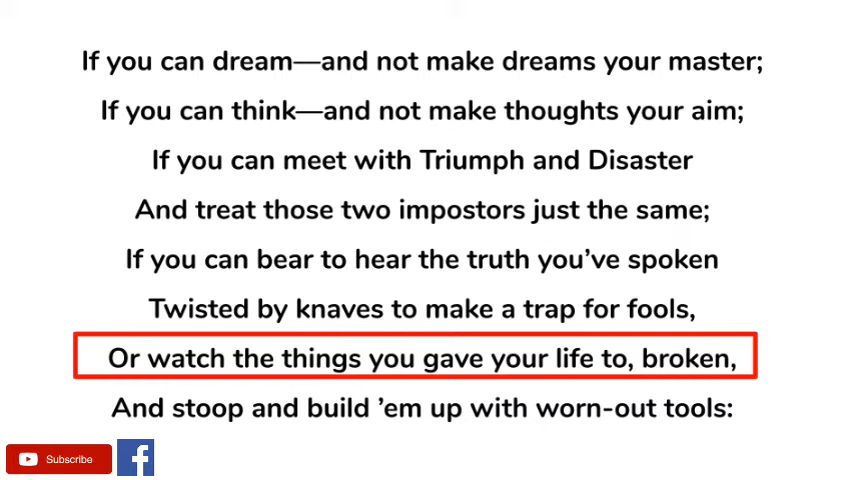 If you can dream—and not make dreams your master;
If you can think—and not make thoughts your aim;
If you can meet with Triumph and Disaster
And treat those two impostors just the same;
If you can bear to hear the truth you’ve spoken
Twisted by knaves to make a trap for fools,
Or watch the things you gave your life to, broken,
And stoop and build ’em up with worn-out tools:
Subscribe